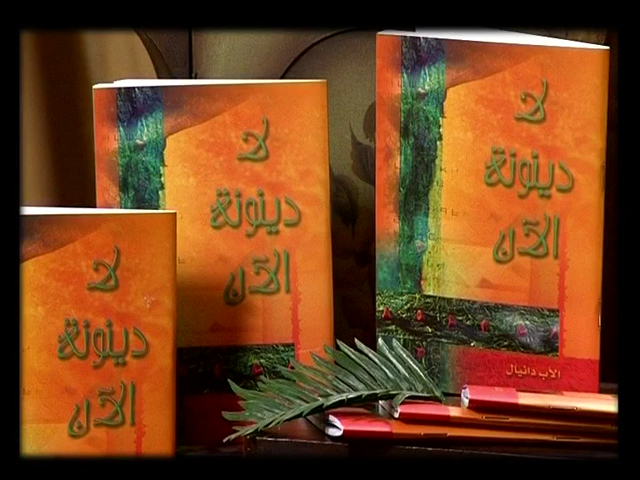 لا
دينونة
الآن
لا
دينونة
الآن
الأب دانيال
لا
دينونة
الآن